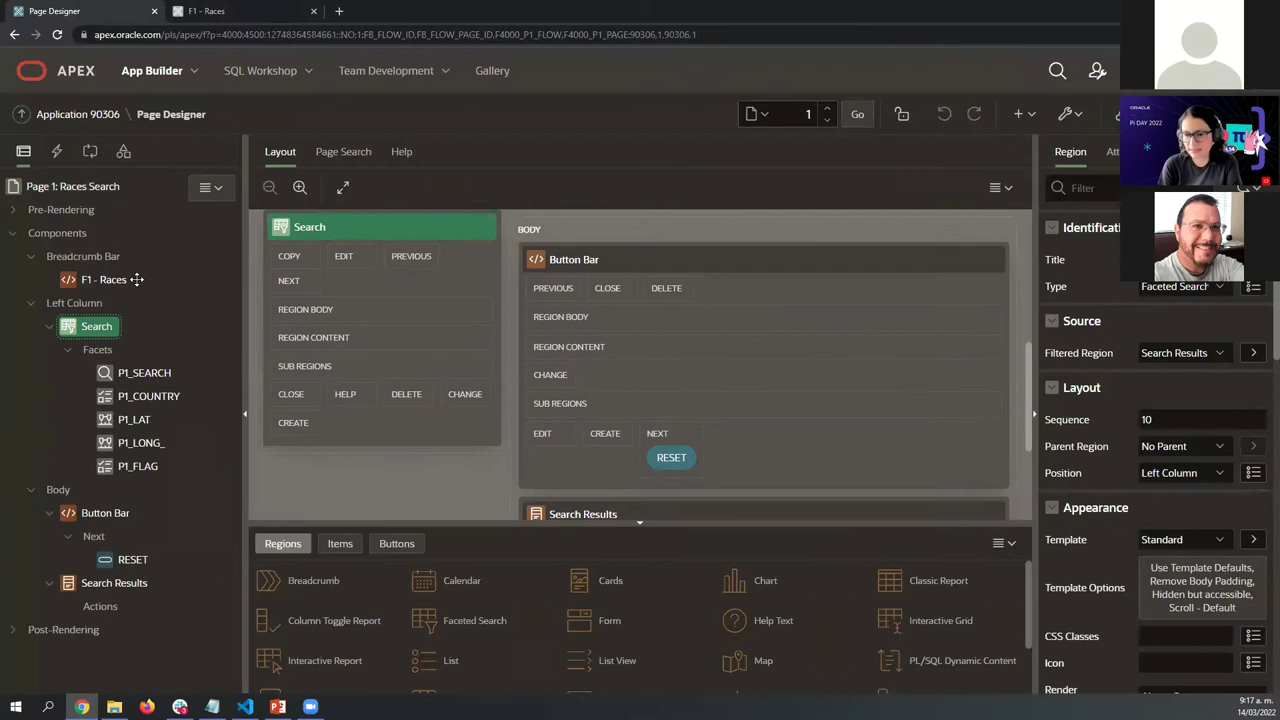 Page Designer
F1 - Races
apex.oracle.com/pls/apex/f?p=4000:4500:12748364584661::NO:1:FB_FLOW_ID,FB_FLOW_PAGE_ID,F4000_P1_FLOW,F4000_P1_PAGE:90306,1,90306,1
APEX
App Builder
SQL Workshop
Team Development
Gallery
Application 90306
Page Designer
1
Go
ORACLE
Pi DAY 2022
π
Layout
Page Search
Help
Region
Filter
Page 1: Races Search
Pre-Rendering
Components
Breadcrumb Bar
F1 - Races
Left Column
Search
Facets
P1_SEARCH
P1_COUNTRY
P1_LAT
P1_LONG_
P1_FLAG
Body
Button Bar
Next
RESET
Search Results
Actions
Post-Rendering
Search
COPY
EDIT
PREVIOUS
NEXT
REGION BODY
REGION CONTENT
SUB REGIONS
CLOSE
HELP
DELETE
CHANGE
CREATE
BODY
Button Bar
PREVIOUS
CLOSE
DELETE
REGION BODY
REGION CONTENT
CHANGE
SUB REGIONS
EDIT
CREATE
NEXT
RESET
Search Results
Regions
Items
Buttons
Breadcrumb
Calendar
Cards
Chart
Classic Report
Column Toggle Report
Faceted Search
Form
Help Text
Interactive Grid
Interactive Report
List
List View
Map
PL/SQL Dynamic Content
Title
Type
Faceted Search
Source
Filtered Region
Search Results
Layout
Sequence
10
Parent Region
No Parent
Position
Left Column
Appearance
Template
Standard
Template Options
Use Template Defaults,
Remove Body Padding,
Hidden but accessible,
Scroll - Default
CSS Classes
Icon
Render
9:17 a. m.
14/03/2022